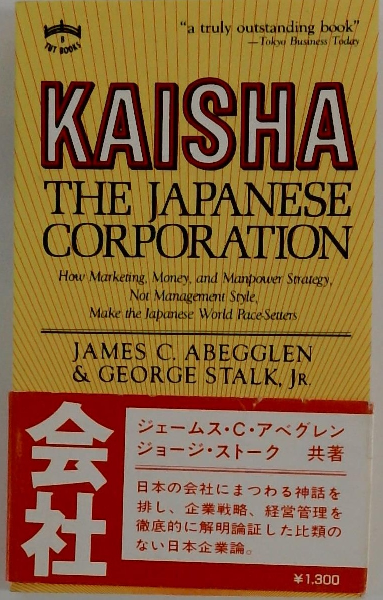 "a truly outstanding book"
—Tokyo Business Today
TUT BOOKS
KAISHA
THE JAPANESE
CORPORATION
How Marketing, Money, and Manpower Strategy,
Not Management Style,
Make the Japanese World Pace-Setters
JAMES C. ABEGGLEN
& GEORGE STALK, JR.
会社
ジェームス・C・アベグレン
ジョージ・ストーク 共著
日本の会社にまつわる神話を
排し、企業戦略、経営管理を
徹底的に解明論証した比類の
ない日本企業論。
¥1,300